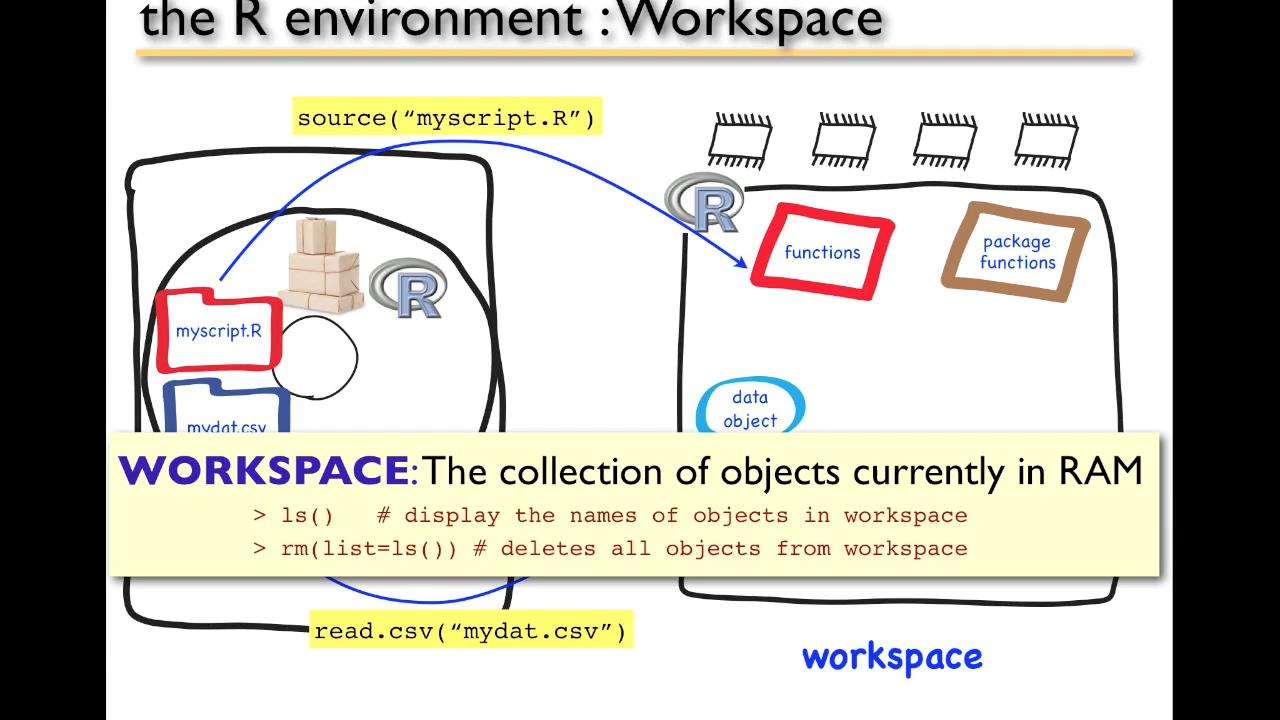 the R environment : Workspace
source(“myscript.R”)
R
functions
package
functions
R
myscript.R
data
object
mydat.csv
WORKSPACE: The collection of objects currently in RAM
> ls()   # display the names of objects in workspace
> rm(list=ls()) # deletes all objects from workspace
read.csv(“mydat.csv”)
workspace